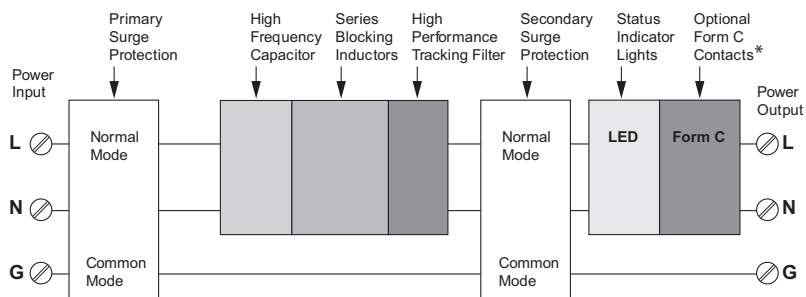 Primary
Surge
Protection
High
Frequency
Capacitor
Series
Blocking
Inductors
High
Performance
Tracking Filter
Secondary
Surge
Protection
Status
Indicator
Lights
Optional
Form C
Contacts*
Power
Input
Power
Output
L
Normal
Mode
Normal
Mode
LED
Form C
L
N
N
G
Common
Mode
Common
Mode
G